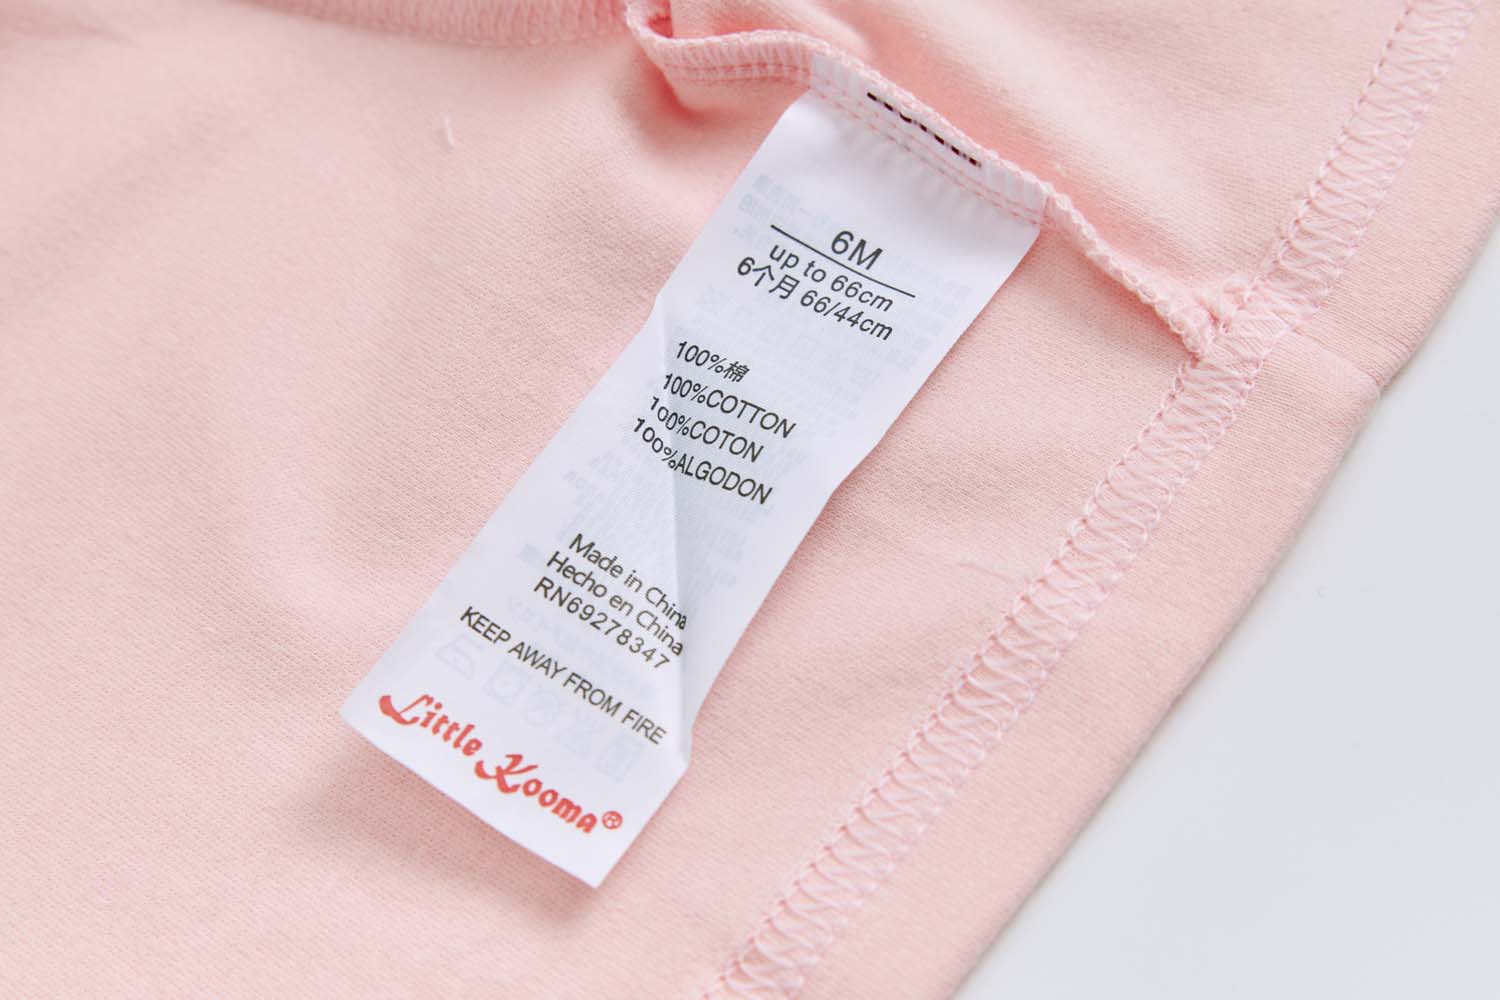 6M
up to 66cm
6个月 66/44cm
100%棉
100%COTTON
100%COTON
100%ALGODON
Made in China
Hecho en China
RN69278347
KEEP AWAY FROM FIRE
Little Kooma®